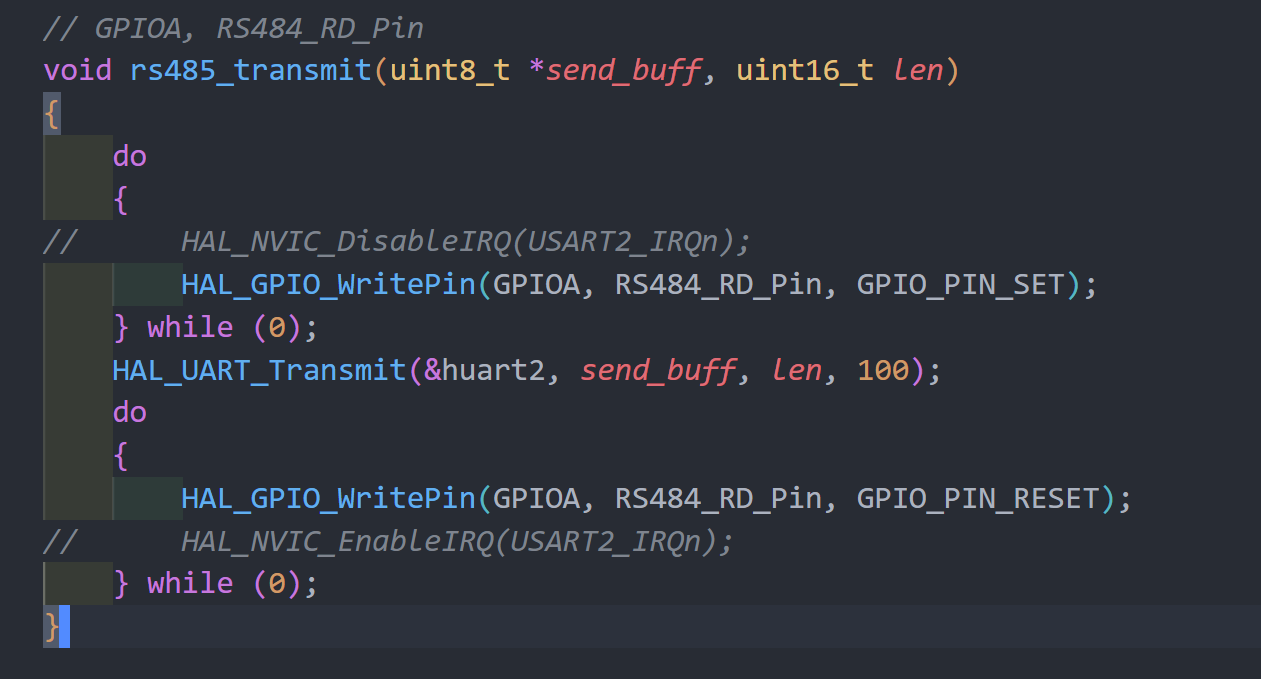 // GPIOA, RS484_RD_Pin
void rs485_transmit(uint8_t *send_buff, uint16_t len)
{
    do
    {
//      HAL_NVIC_DisableIRQ(USART2_IRQn);
        HAL_GPIO_WritePin(GPIOA, RS484_RD_Pin, GPIO_PIN_SET);
    } while (0);
    HAL_UART_Transmit(&huart2, send_buff, len, 100);
    do
    {
        HAL_GPIO_WritePin(GPIOA, RS484_RD_Pin, GPIO_PIN_RESET);
//      HAL_NVIC_EnableIRQ(USART2_IRQn);
    } while (0);
}